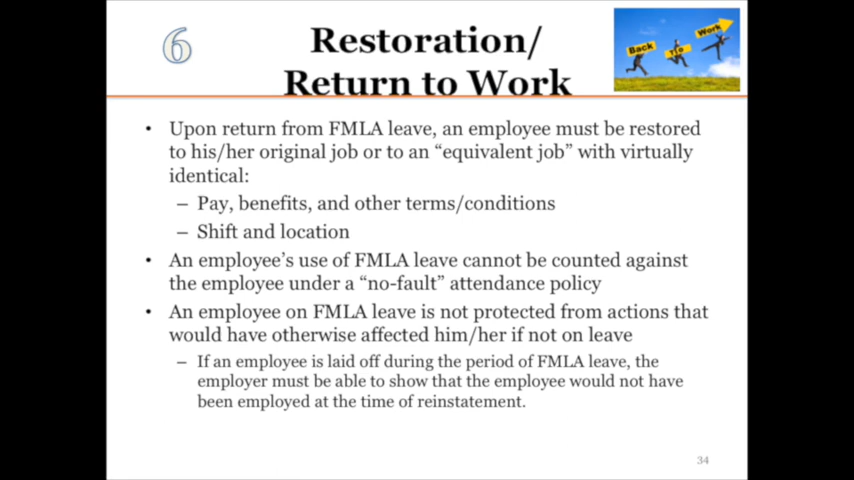 6
Restoration/
Return to Work
Back To Work
• Upon return from FMLA leave, an employee must be restored
to his/her original job or to an “equivalent job” with virtually
identical:
– Pay, benefits, and other terms/conditions
– Shift and location
• An employee’s use of FMLA leave cannot be counted against
the employee under a “no-fault” attendance policy
• An employee on FMLA leave is not protected from actions that
would have otherwise affected him/her if not on leave
– If an employee is laid off during the period of FMLA leave, the
employer must be able to show that the employee would not have
been employed at the time of reinstatement.
34